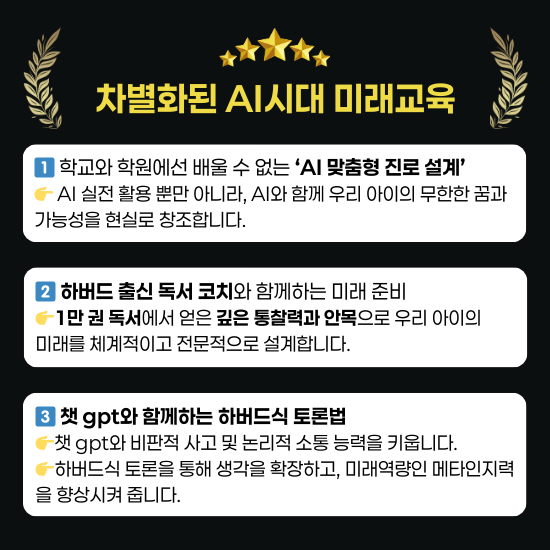 차별화된 AI시대 미래교육
1 학교와 학원에선 배울 수 없는 ‘AI 맞춤형 진로 설계’
👉 AI 실전 활용 뿐만 아니라, AI와 함께 우리 아이의 무한한 꿈과
가능성을 현실로 창조합니다.
2 하버드 출신 독서 코치와 함께하는 미래 준비
👉 1만 권 독서에서 얻은 깊은 통찰력과 안목으로 우리 아이의
미래를 체계적이고 전문적으로 설계합니다.
3 챗 gpt와 함께하는 하버드식 토론법
👉챗 gpt와 비판적 사고 및 논리적 소통 능력을 키웁니다.
👉하버드식 토론을 통해 생각을 확장하고, 미래역량인 메타인지력
을 향상시켜 줍니다.